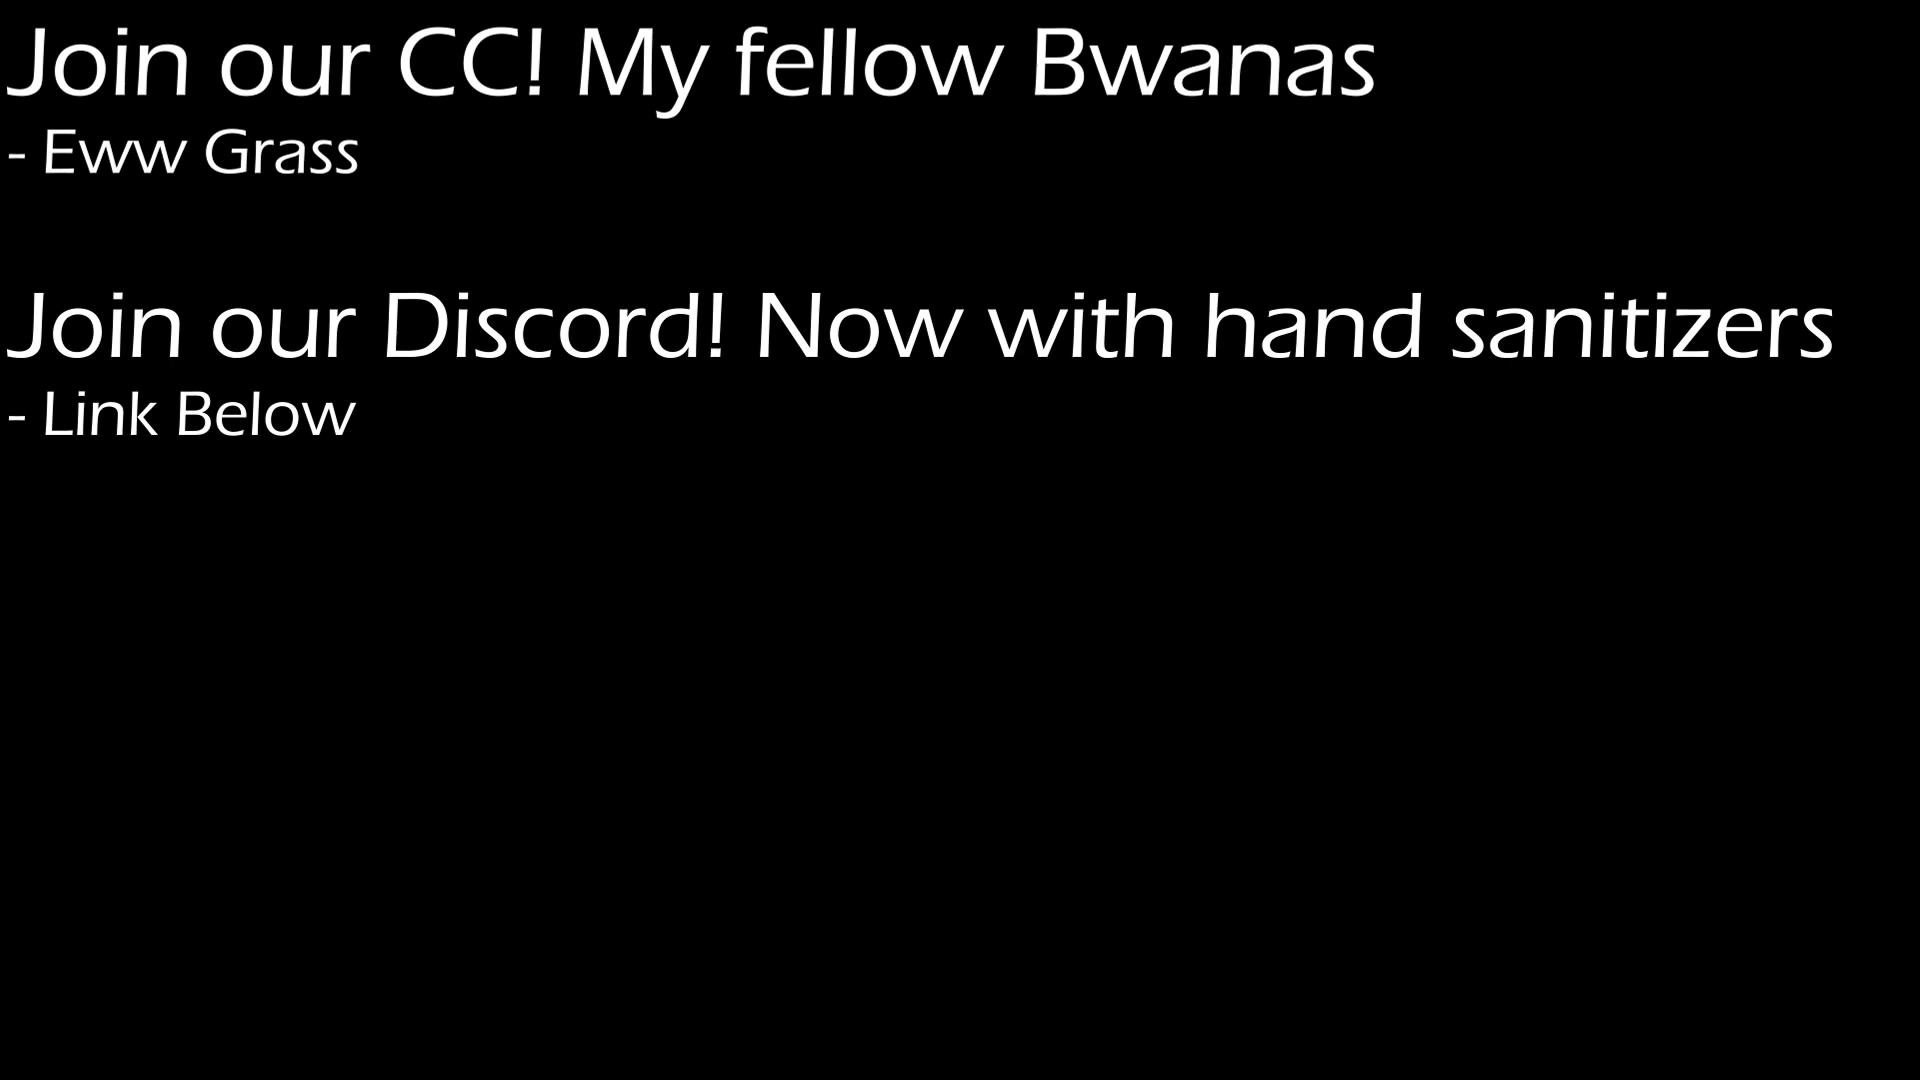 Join our CC! My fellow Bwanas
- Eww Grass
Join our Discord! Now with hand sanitizers
- Link Below